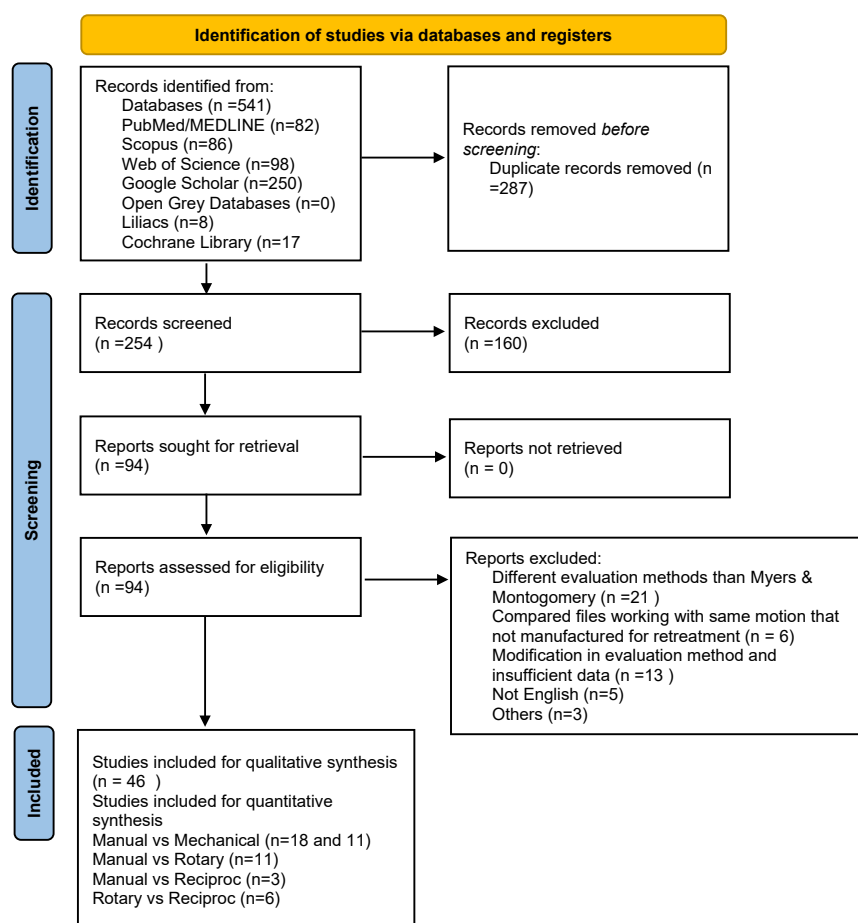 Identification of studies via databases and registers
Identification
Records identified from:
Databases (n =541)
PubMed/MEDLINE (n=82)
Scopus (n=86)
Web of Science (n=98)
Google Scholar (n=250)
Open Grey Databases (n=0)
Liliacs (n=8)
Cochrane Library (n=17
Records removed before
screening:
Duplicate records removed (n
=287)
Screening
Records screened
(n =254 )
Records excluded
(n =160)
Reports sought for retrieval
(n =94)
Reports not retrieved
(n = 0)
Reports assessed for eligibility
(n =94)
Reports excluded:
Different evaluation methods than Myers &
Montogomery (n =21 )
Compared files working with same motion that
not manufactured for retreatment (n = 6)
Modification in evaluation method and
insufficient data (n =13 )
Not English (n=5)
Others (n=3)
Included
Studies included for qualitative synthesis
(n = 46 )
Studies included for quantitative
synthesis
Manual vs Mechanical (n=18 and 11)
Manual vs Rotary (n=11)
Manual vs Reciproc (n=3)
Rotary vs Reciproc (n=6)